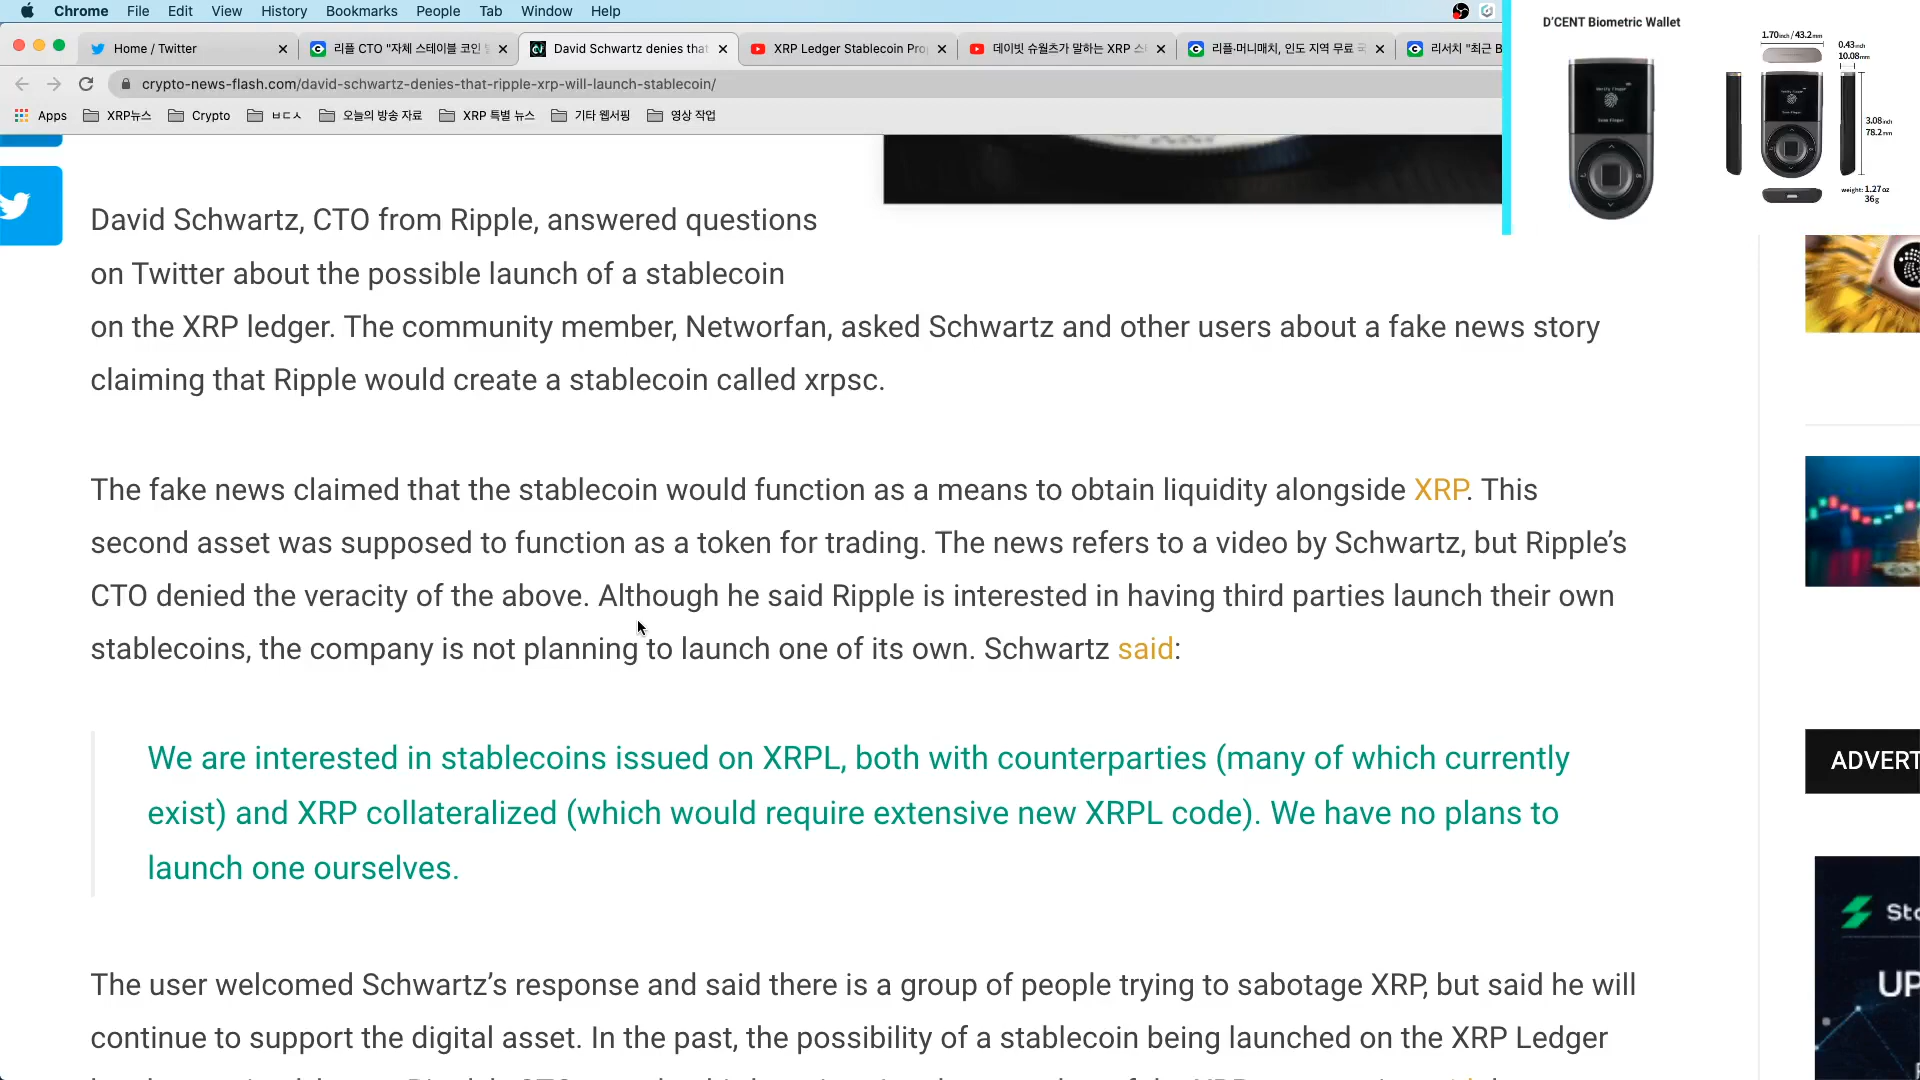 Chrome File Edit View History Bookmarks People Tab Window Help
D'CENT Biometric Wallet
Home / Twitter
리플 CTO "자체 스테이블 코인
David Schwartz denies that
XRP Ledger Stablecoin Pro
데이빗 슈월츠가 말하는 XRP 스
리플-머니매치, 인도 지역 무료
리서치 "최근 B
crypto-news-flash.com/david-schwartz-denies-that-ripple-xrp-will-launch-stablecoin/
Apps XRP뉴스 Crypto ㅂㄷㅅ 오늘의 방송 자료 XRP 특별 뉴스 기타 웹서핑 영상 작업
1.70inch / 43.2mm
0.43inch
10.08mm
3.08inch
78.2mm
weight: 1.27oz
36g
David Schwartz, CTO from Ripple, answered questions
on Twitter about the possible launch of a stablecoin
on the XRP ledger. The community member, Networfan, asked Schwartz and other users about a fake news story
claiming that Ripple would create a stablecoin called xrpsc.
The fake news claimed that the stablecoin would function as a means to obtain liquidity alongside XRP. This
second asset was supposed to function as a token for trading. The news refers to a video by Schwartz, but Ripple’s
CTO denied the veracity of the above. Although he said Ripple is interested in having third parties launch their own
stablecoins, the company is not planning to launch one of its own. Schwartz said:
We are interested in stablecoins issued on XRPL, both with counterparties (many of which currently
exist) and XRP collateralized (which would require extensive new XRPL code). We have no plans to
launch one ourselves.
ADVERT
The user welcomed Schwartz’s response and said there is a group of people trying to sabotage XRP, but said he will
continue to support the digital asset. In the past, the possibility of a stablecoin being launched on the XRP Ledger
Sto
UP